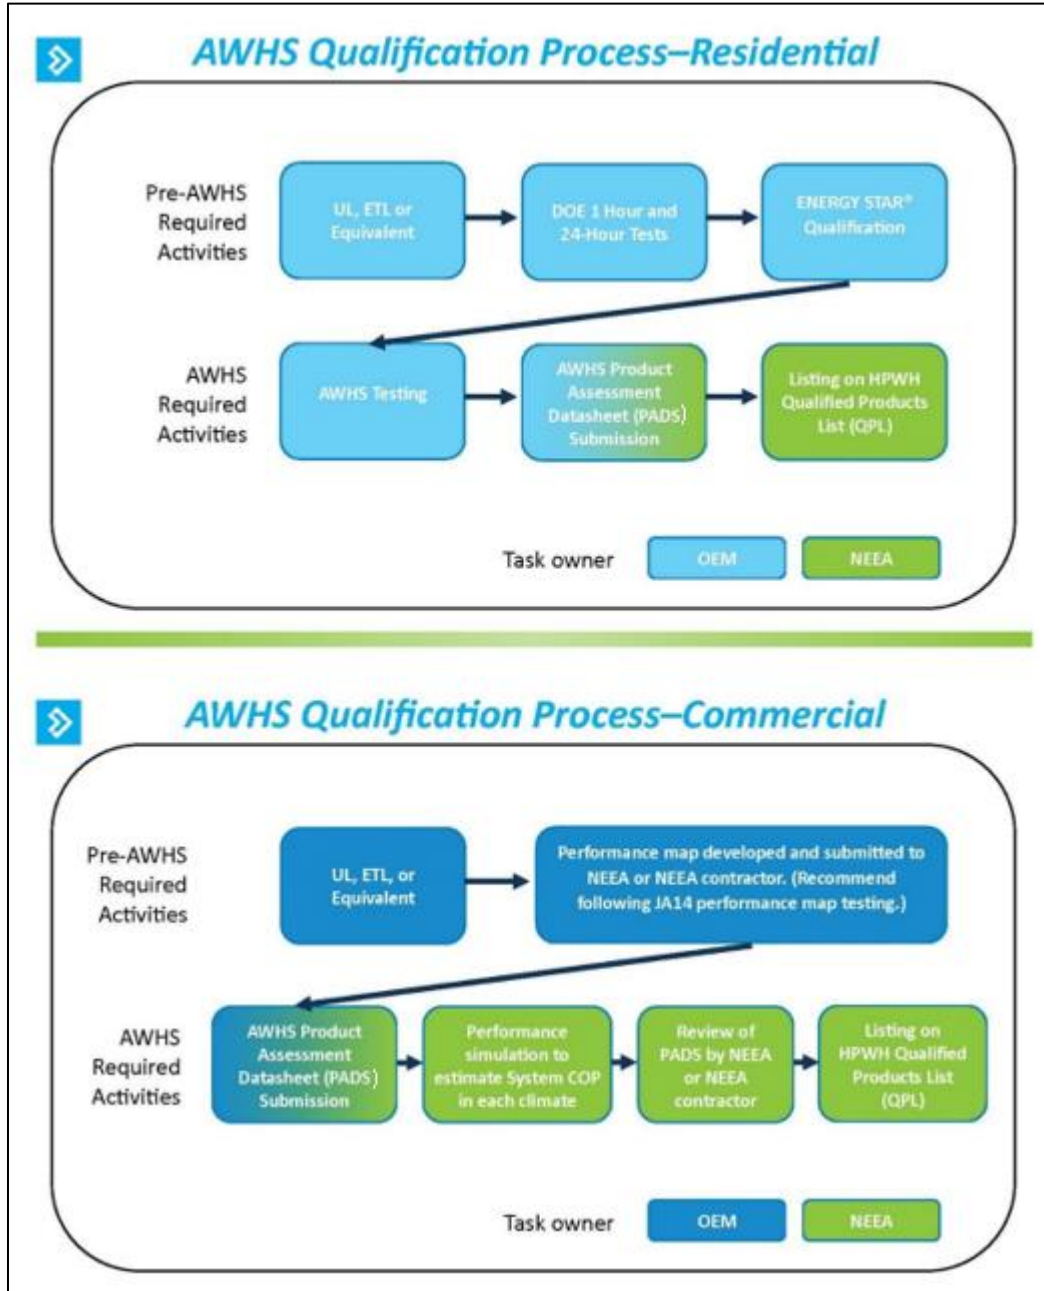 AWHS Qualification Process–Residential
Pre-AWHS
Required
Activities
UL, ETL or
Equivalent
DOE 1 Hour and
24-Hour Tests
ENERGY STAR®
Qualification
AWHS
Required
Activities
AWHS Testing
AWHS Product
Assessment
Datasheet (PADS)
Submission
Listing on HPWH
Qualified Products
List (QPL)
Task owner
OEM
NEEA
AWHS Qualification Process–Commercial
Pre-AWHS
Required
Activities
UL, ETL, or
Equivalent
Performance map developed and submitted to
NEEA or NEEA contractor. (Recommend
following JA14 performance map testing.)
AWHS
Required
Activities
AWHS Product
Assessment
Datasheet (PADS)
Submission
Performance
simulation to
estimate System COP
in each climate
Review of
PADS by NEEA
or NEEA
contractor
Listing on
HPWH Qualified
Products List
(QPL)
Task owner
OEM
NEEA